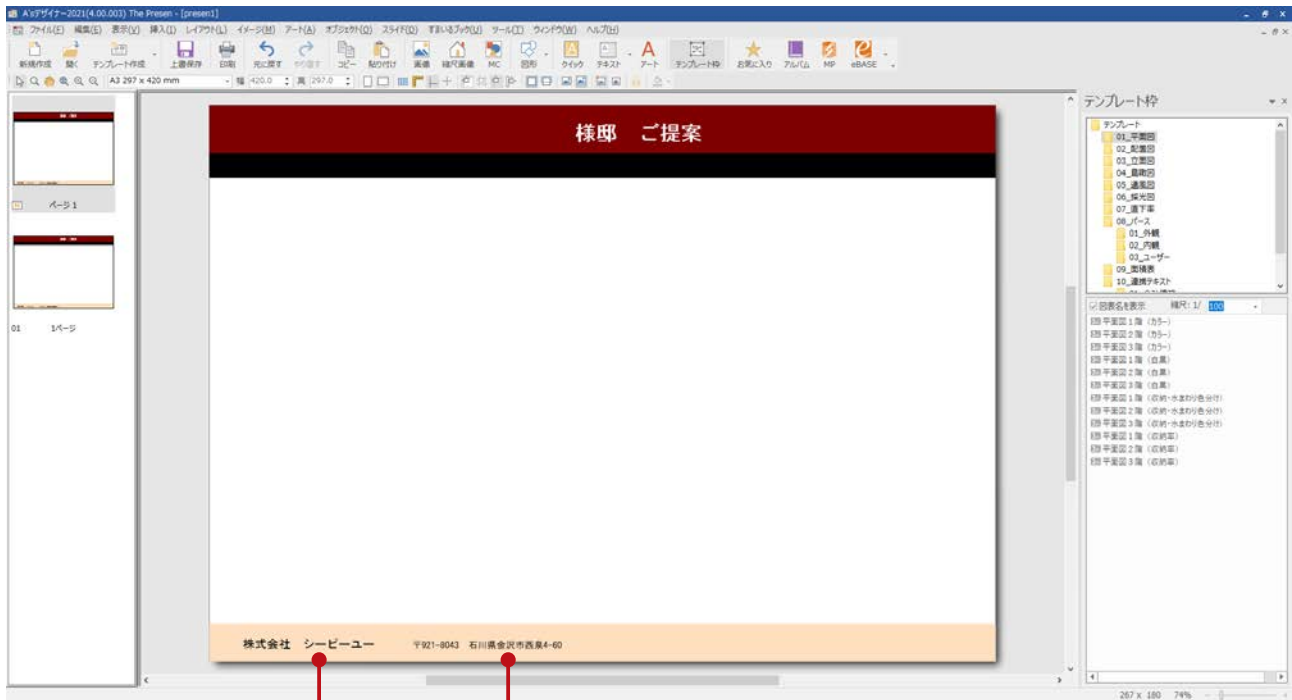 A'sデザイナー2021(4.00.003) The Presen - [presen1]
ファイル(F) 編集(E) 表示(V) 挿入(I) レイアウト(L) イメージ(M) アート(A) オブジェクト(O) スライド(D) すまいるブック(U) ツール(T) ウィンドウ(W) ヘルプ(H)
新規作成 開く テンプレート作成 上書保存 印刷 元に戻す やり直す コピー 貼り付け 画像 縮尺画像 MC 図形 クイック テキスト アート テンプレート枠 お気に入り アルバム MP eBASE
A3 297 x 420 mm 幅 420.0 高 297.0
ページ 1
01 1ページ
様邸 ご提案
株式会社 シーピーユー 〒921-8043 石川県金沢市西泉4-60
テンプレート枠
テンプレート
01_平面図
02_配置図
03_立面図
04_鳥瞰図
05_通風図
06_採光図
07_直下率
08_パース
01_外観
02_内観
03_ユーザー
09_面積表
10_連携テキスト
図表名を表示 縮尺: 1/ 100
平面図1階（カラー）
平面図2階（カラー）
平面図3階（カラー）
平面図1階（白黒）
平面図2階（白黒）
平面図3階（白黒）
平面図1階（収納・水まわり色分け）
平面図2階（収納・水まわり色分け）
平面図3階（収納・水まわり色分け）
平面図1階（収納率）
平面図2階（収納率）
平面図3階（収納率）
267 x 180 74%